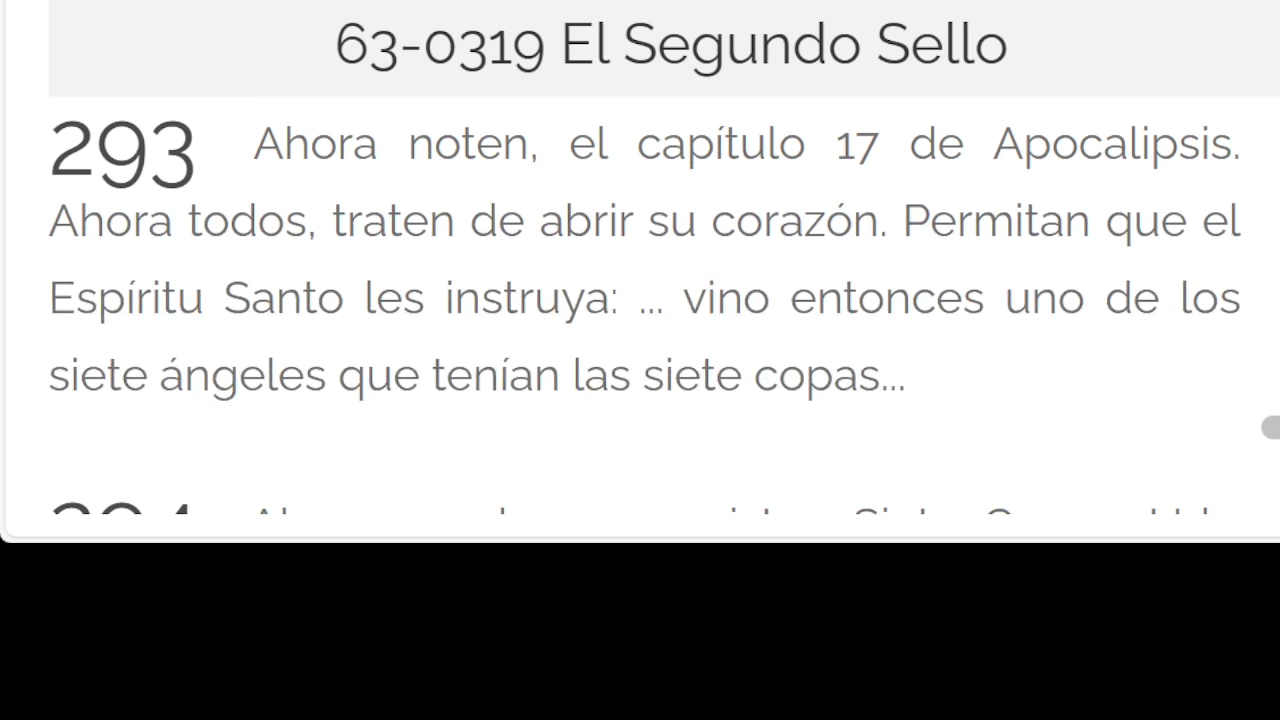 63-0319 El Segundo Sello
293 Ahora noten, el capítulo 17 de Apocalipsis.
Ahora todos, traten de abrir su corazón. Permitan que el
Espíritu Santo les instruya: ... vino entonces uno de los
siete ángeles que tenían las siete copas...